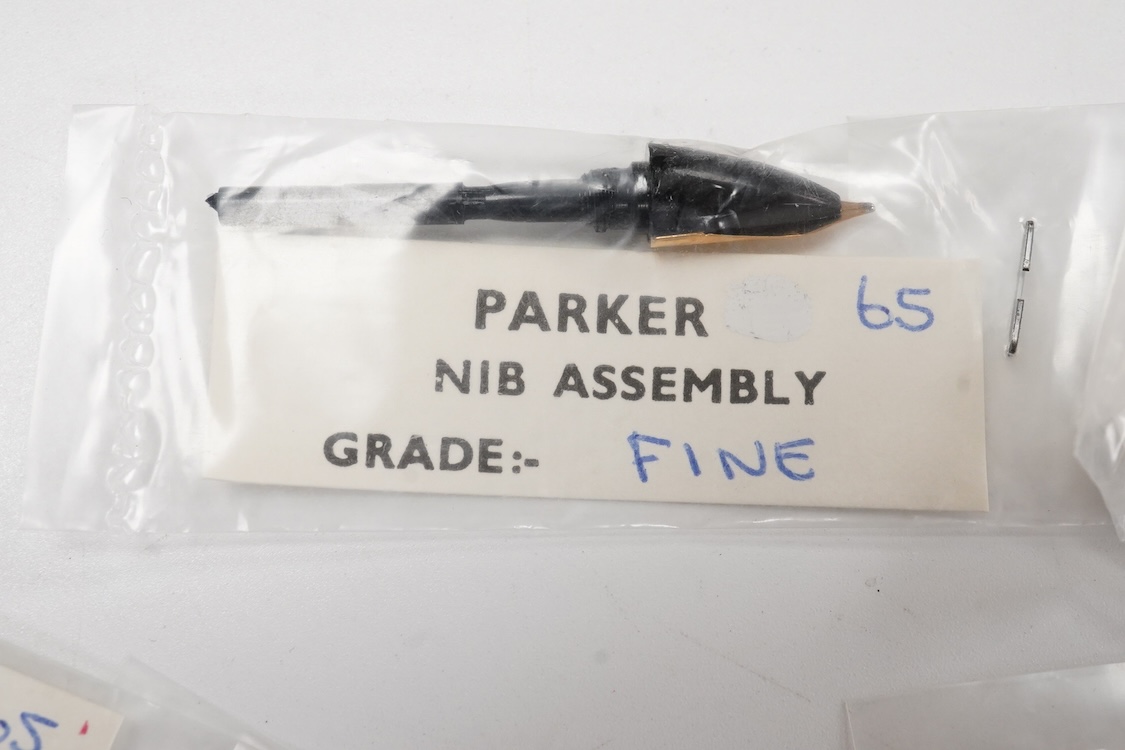 PARKER 65
NIB ASSEMBLY
GRADE:- FINE